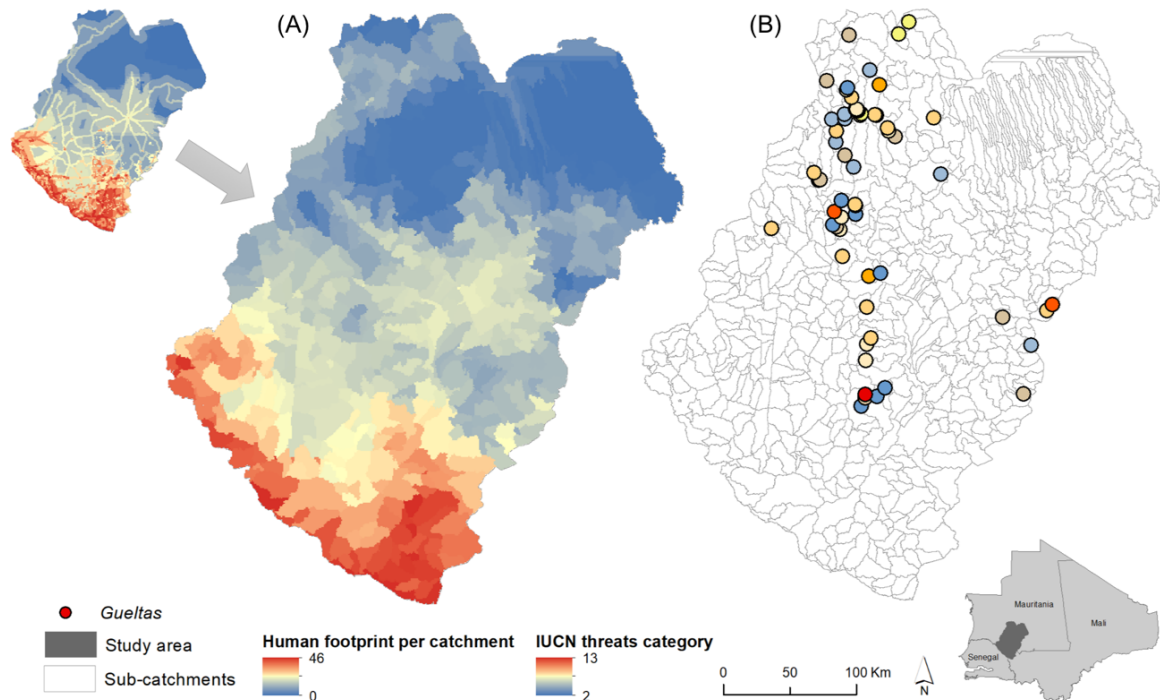 (A)
(B)
Gueltas
Study area
Sub-catchments
Human footprint per catchment
46
0
IUCN threats category
13
2
0 50 100 Km
N
Mauritania
Mali
Senegal